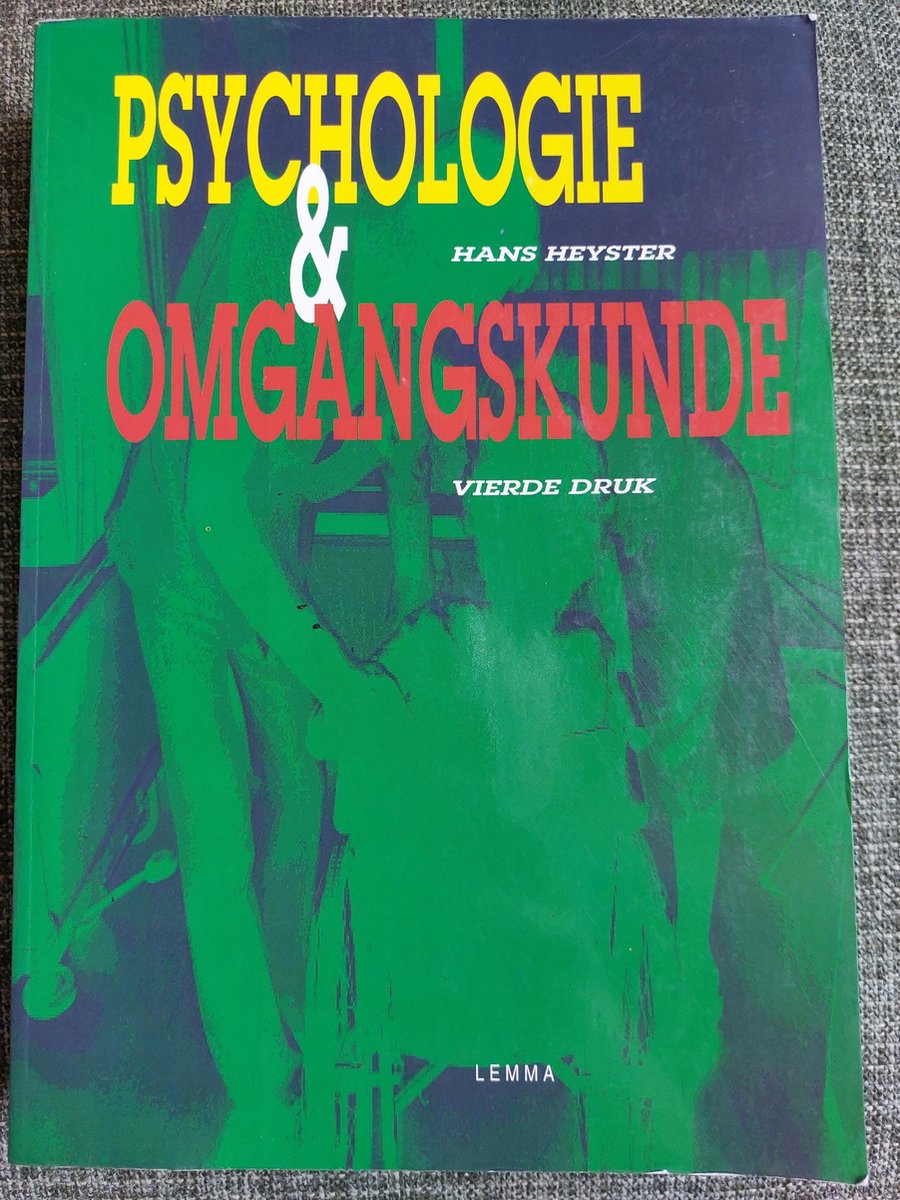 PSYCHOLOGIE
&
HANS HEYSTER
OMGANGSKUNDE
VIERDE DRUK
LEMMA